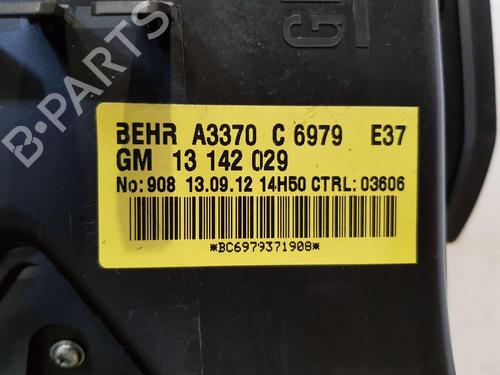 BEHR A3370 C 6979 E37
GM 13 142 029
No: 908 13.09.12 14H50 CTRL: 03606
*BC6979371908*
B-PARTS